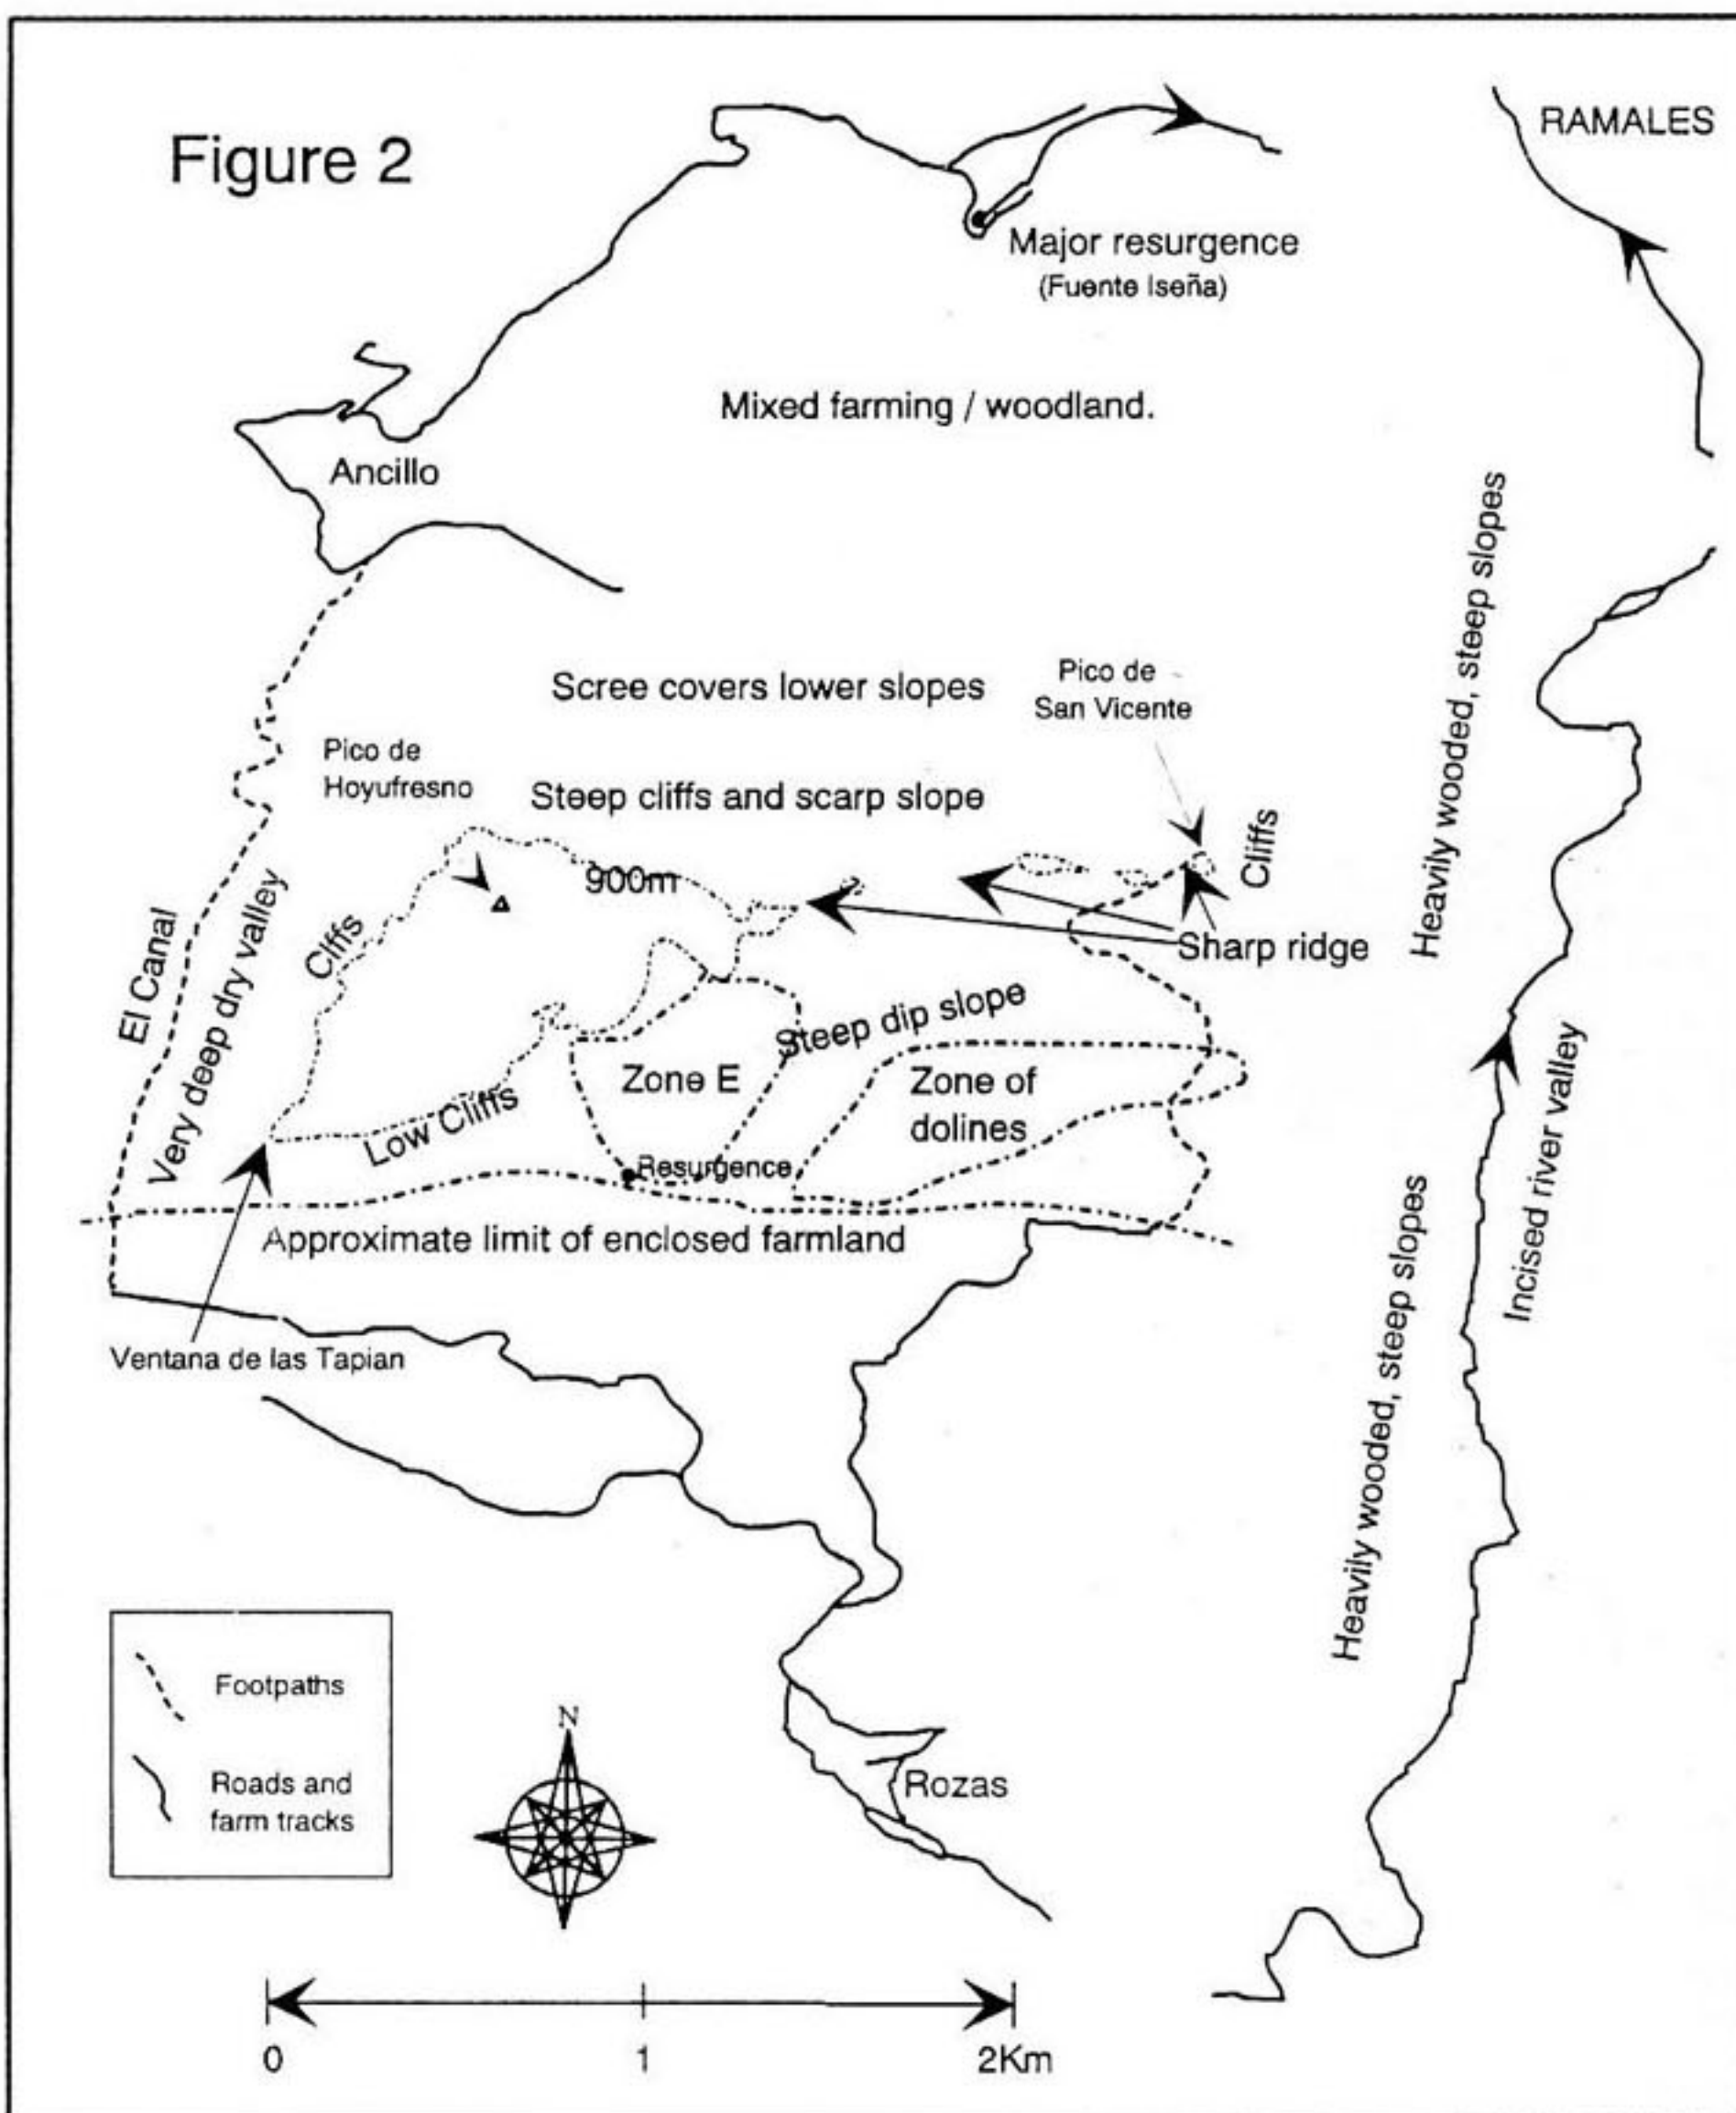 Figure 2
RAMALES
Major resurgence
(Fuente Iseña)
Mixed farming / woodland.
Ancillo
Heavily wooded, steep slopes
Scree covers lower slopes
Pico de
San Vicente
Pico de
Hoyufresno
Steep cliffs and scarp slope
900m
Cliffs
Cliffs
Sharp ridge
El Canal
Very deep dry valley
Steep dip slope
Zone E
Zone of
dolines
Low Cliffs
Resurgence
Incised river valley
Approximate limit of enclosed farmland
Heavily wooded, steep slopes
Ventana de las Tapian
Footpaths
Roads and
farm tracks
N
Rozas
0 1 2Km